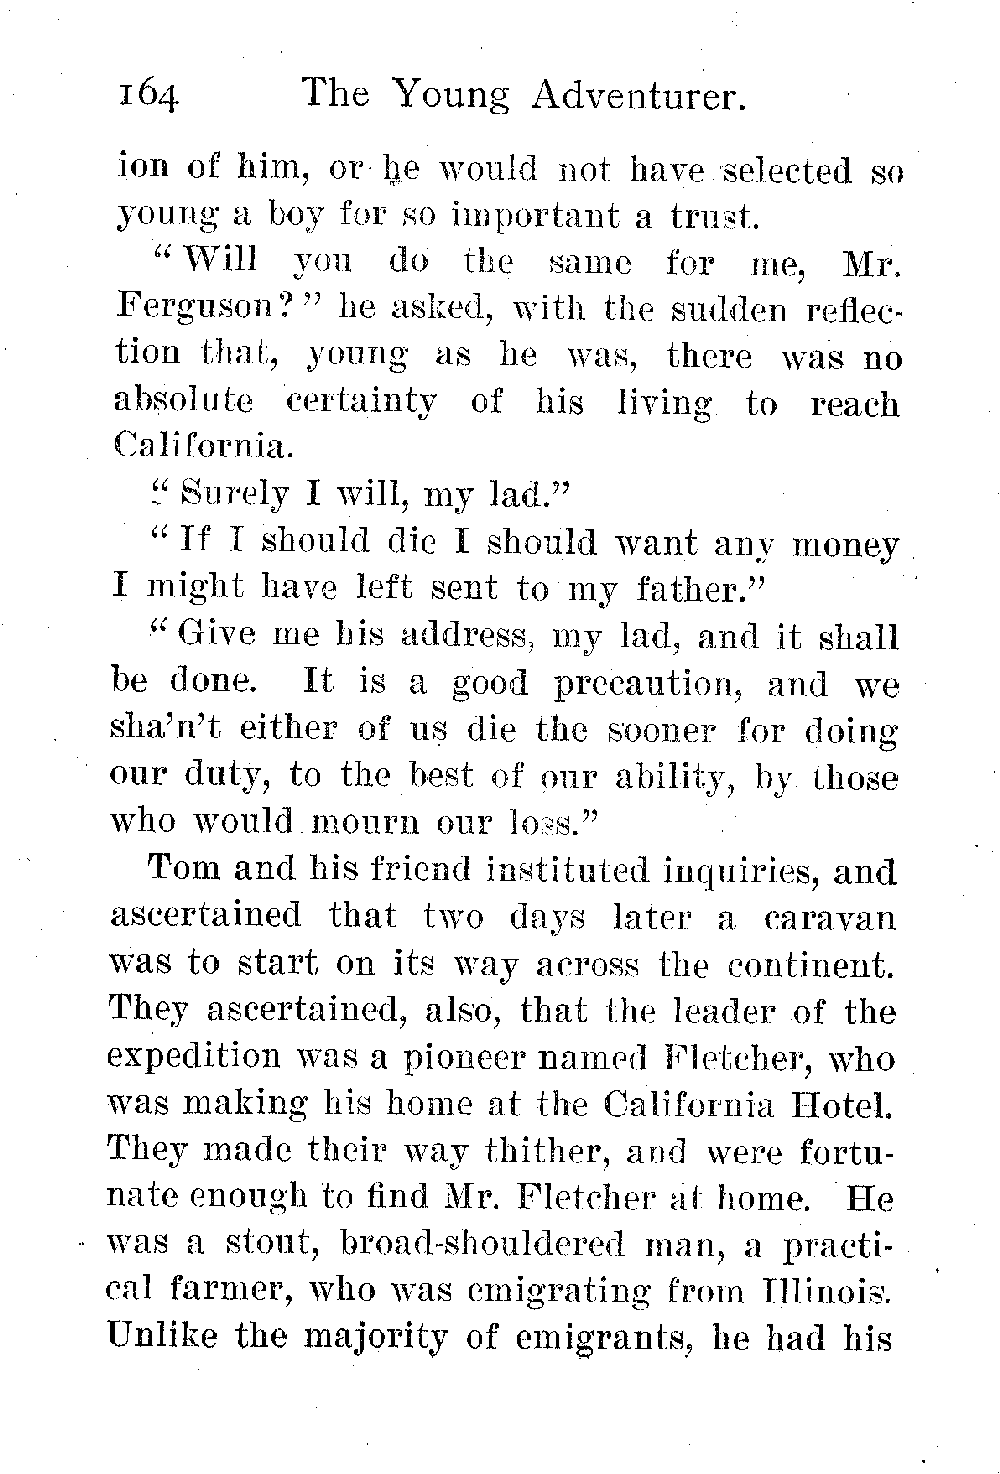 164 The Young Adventurer.
ion of him, or he would not have selected so
young a boy for so important a trust.
“ Will you do the same for me, Mr.
Ferguson? ” he asked, with the sudden reflec-
tion that, young as he was, there was no
absolute certainty of his living to reach
California.
“ Surely I will, my lad.”
“ If I should die I should want any money
I might have left sent to my father.”
“ Give me his address, my lad, and it shall
be done. It is a good precaution, and we
sha’n’t either of us die the sooner for doing
our duty, to the best of our ability, by those
who would mourn our loss.”
Tom and his friend instituted inquiries, and
ascertained that two days later a caravan
was to start on its way across the continent.
They ascertained, also, that the leader of the
expedition was a pioneer named Fletcher, who
was making his home at the California Hotel.
They made their way thither, and were fortu-
nate enough to find Mr. Fletcher at home. He
was a stout, broad-shouldered man, a practi-
cal farmer, who was emigrating from Illinois.
Unlike the majority of emigrants, he had his